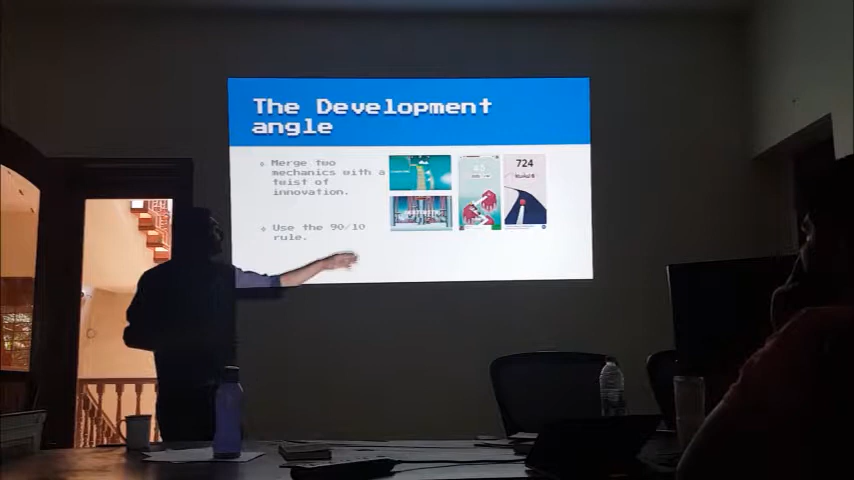 The Development
angle
Merge two
mechanics with a
twist of
innovation.
Use the 90/10
rule.
724